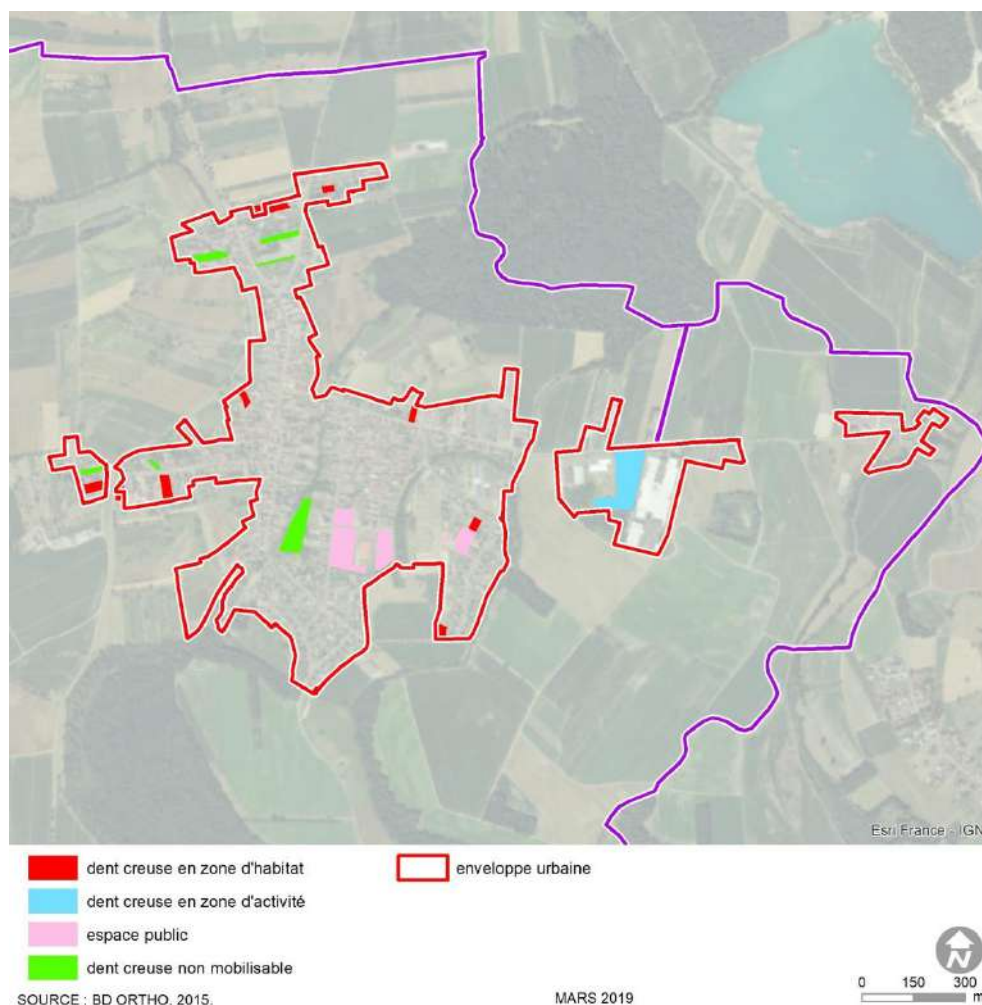 Esri France - IGN
dent creuse en zone d'habitat
enveloppe urbaine
dent creuse en zone d'activité
espace public
dent creuse non mobilisable
N
0 150 300
m
SOURCE : BD ORTHO, 2015.
MARS 2019